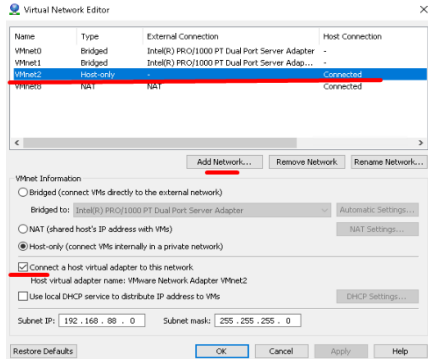 Virtual Network Editor
Name Type External Connection Host Connection
VMnet0 Bridged Intel(R) PRO/1000 PT Dual Port Server Adapter -
VMnet1 Bridged Intel(R) PRO/1000 PT Dual Port Server Adap... -
VMnet2 Host-only - Connected
VMnet8 NAT NAT Connected
Add Network... Remove Network Rename Network...
VMnet Information
Bridged (connect VMs directly to the external network)
Bridged to: Intel(R) PRO/1000 PT Dual Port Server Adapter Automatic Settings...
NAT (shared host's IP address with VMs) NAT Settings...
Host-only (connect VMs internally in a private network)
Connect a host virtual adapter to this network
Host virtual adapter name: VMware Network Adapter VMnet2
Use local DHCP service to distribute IP address to VMs DHCP Settings...
Subnet IP: 192 . 168 . 88 . 0 Subnet mask: 255 . 255 . 255 . 0
Restore Defaults OK Cancel Apply Help